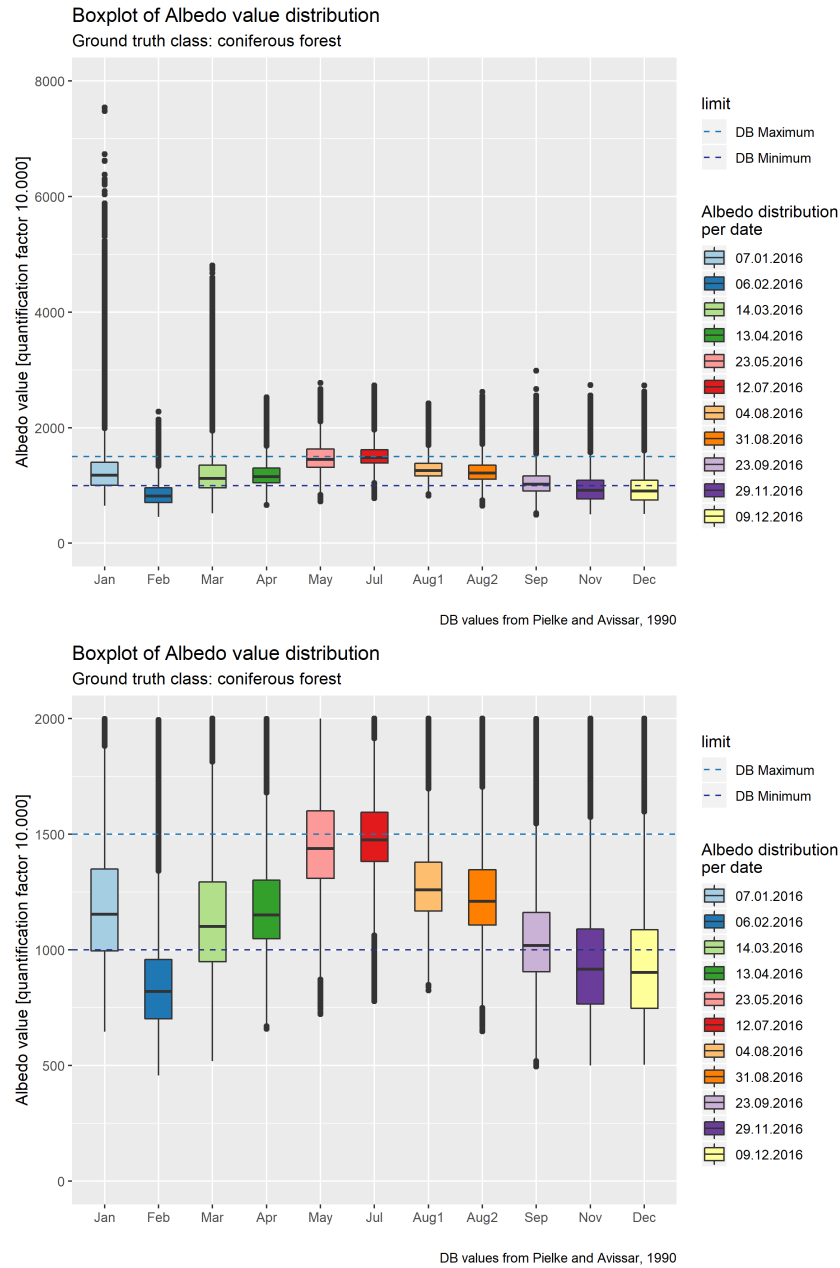 Boxplot of Albedo value distribution
Ground truth class: coniferous forest
Albedo value [quantification factor 10.000]
8000
6000
4000
2000
0
Jan Feb Mar Apr May Jul Aug1 Aug2 Sep Nov Dec
DB values from Pielke and Avissar, 1990
limit
DB Maximum
DB Minimum
Albedo distribution
per date
07.01.2016
06.02.2016
14.03.2016
13.04.2016
23.05.2016
12.07.2016
04.08.2016
31.08.2016
23.09.2016
29.11.2016
09.12.2016
Boxplot of Albedo value distribution
Ground truth class: coniferous forest
Albedo value [quantification factor 10.000]
2000
1500
1000
500
0
Jan Feb Mar Apr May Jul Aug1 Aug2 Sep Nov Dec
DB values from Pielke and Avissar, 1990
limit
DB Maximum
DB Minimum
Albedo distribution
per date
07.01.2016
06.02.2016
14.03.2016
13.04.2016
23.05.2016
12.07.2016
04.08.2016
31.08.2016
23.09.2016
29.11.2016
09.12.2016